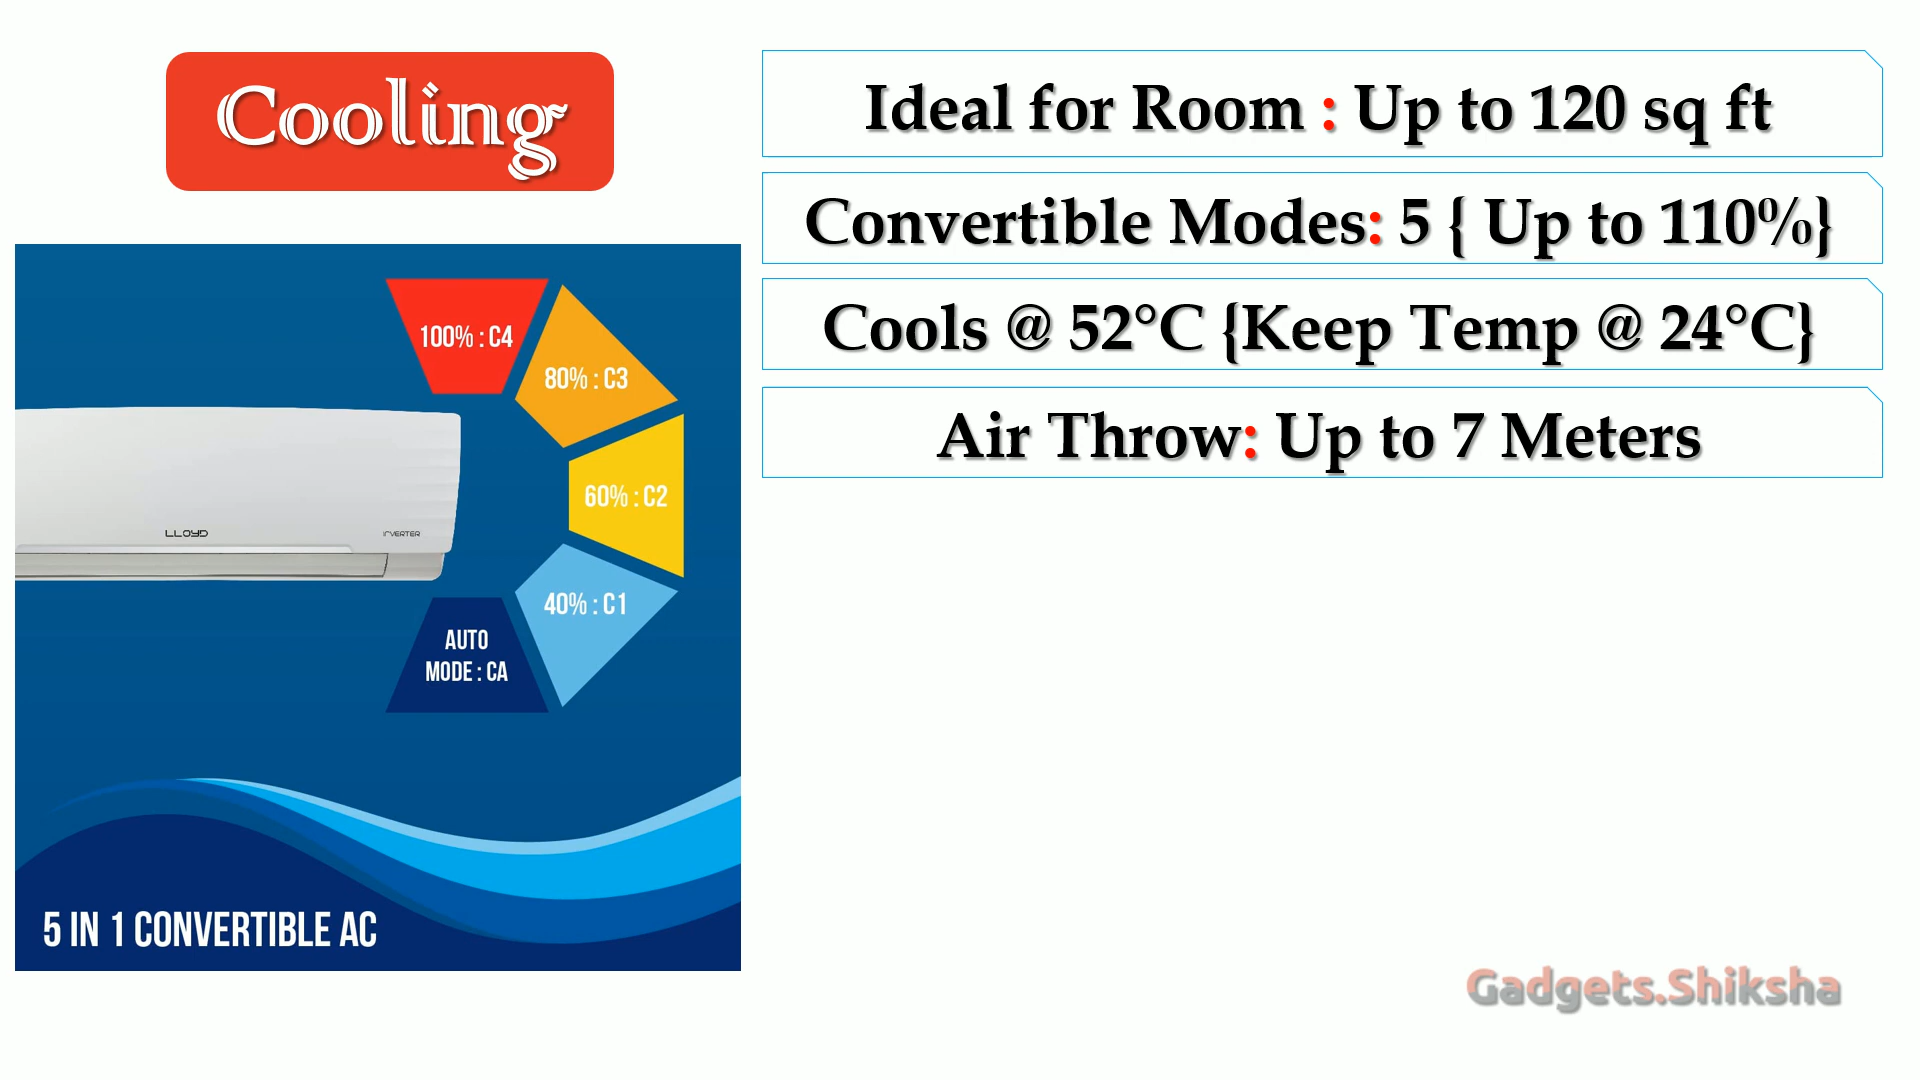 Cooling
Ideal for Room : Up to 120 sq ft
Convertible Modes: 5 { Up to 110%}
Cools @ 52°C {Keep Temp @ 24°C}
Air Throw: Up to 7 Meters
100% : C4
80% : C3
60% : C2
40% : C1
AUTO
MODE : CA
LLOYD
INVERTER
5 IN 1 CONVERTIBLE AC
Gadgets.Shiksha